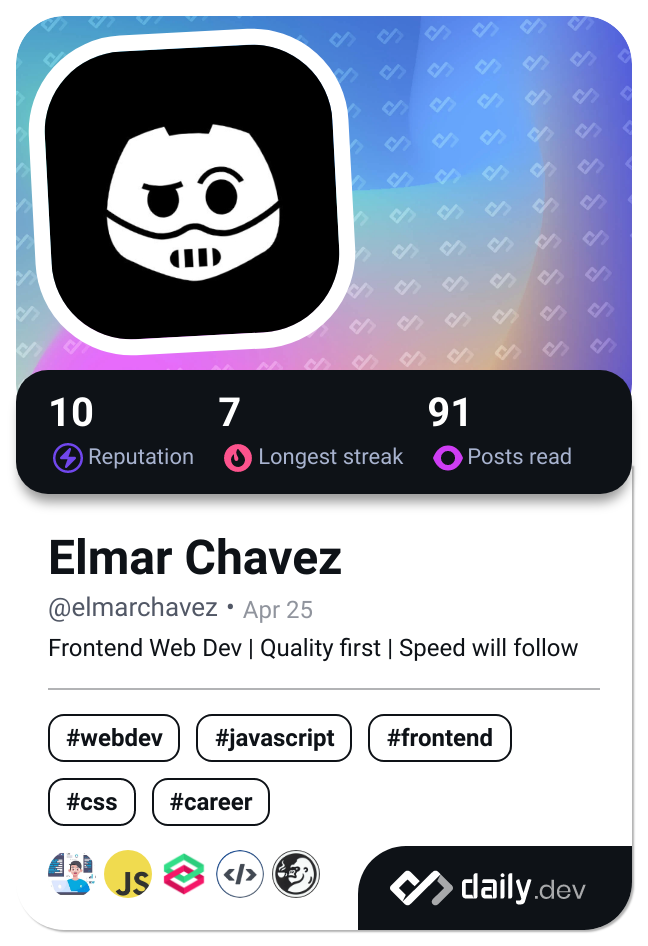 10 7 91
Reputation Longest streak Posts read
Elmar Chavez
@elmarchavez • Apr 25
Frontend Web Dev | Quality first | Speed will follow
#webdev #javascript #frontend
#css #career
JS </>
daily.dev